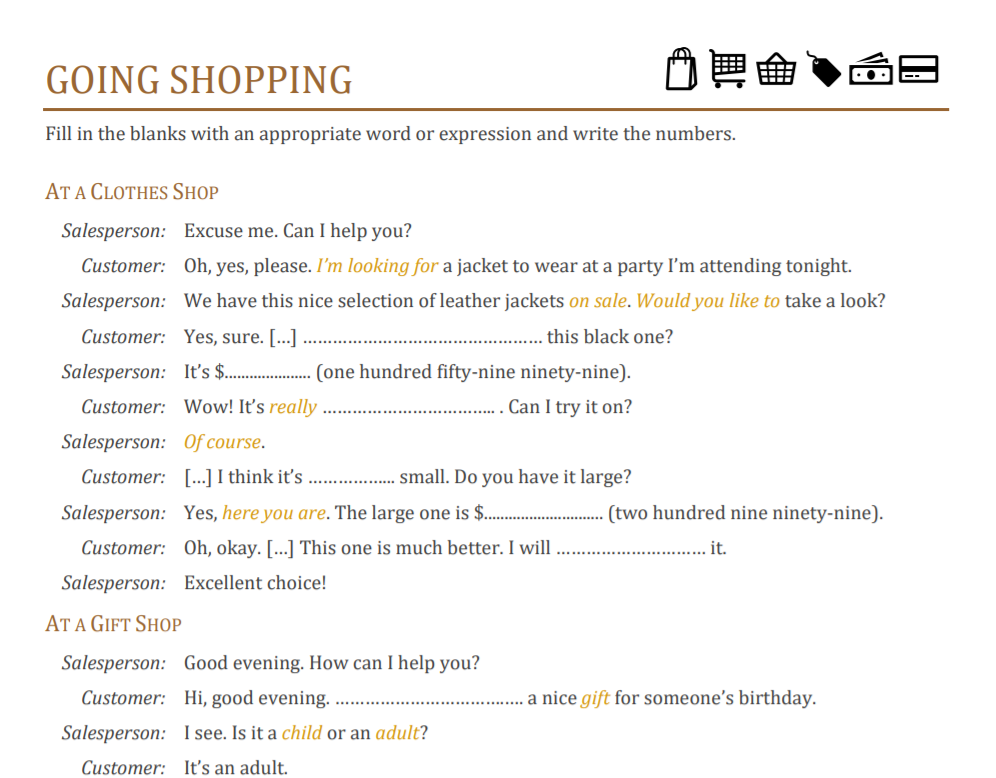 GOING SHOPPING
Fill in the blanks with an appropriate word or expression and write the numbers.
AT A CLOTHES SHOP
Salesperson: Excuse me. Can I help you?
Customer: Oh, yes, please. I'm looking for a jacket to wear at a party I'm attending tonight.
Salesperson: We have this nice selection of leather jackets on sale. Would you like to take a look?
Customer: Yes, sure. […] ………………………………… this black one?
Salesperson: It's $..................... (one hundred fifty-nine ninety-nine).
Customer: Wow! It's really ……………………….. . Can I try it on?
Salesperson: Of course.
Customer: […] I think it's …………... small. Do you have it large?
Salesperson: Yes, here you are. The large one is $............................. (two hundred nine ninety-nine).
Customer: Oh, okay. […] This one is much better. I will ………………………… it.
Salesperson: Excellent choice!
AT A GIFT SHOP
Salesperson: Good evening. How can I help you?
Customer: Hi, good evening. …………………………. a nice gift for someone's birthday.
Salesperson: I see. Is it a child or an adult?
Customer: It's an adult.